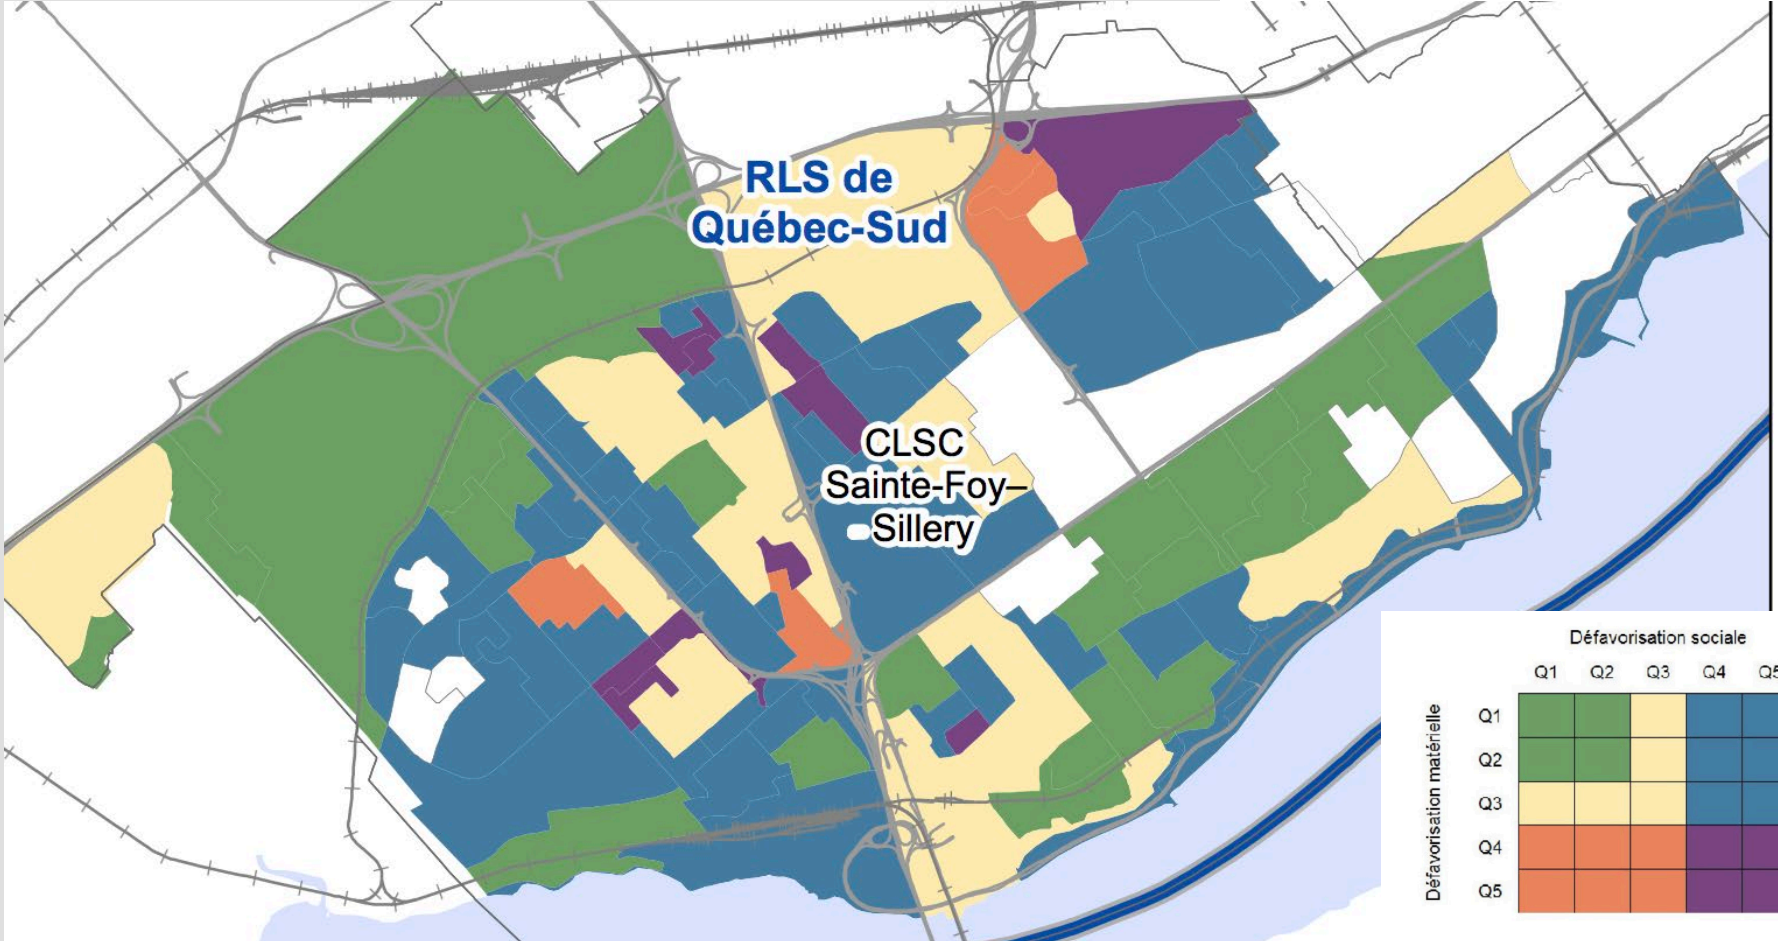 RLS de
Québec-Sud
CLSC
Sainte-Foy–
Sillery
Défavorisation sociale
Q1 Q2 Q3 Q4 Q5
Défavorisation matérielle
Q1
Q2
Q3
Q4
Q5